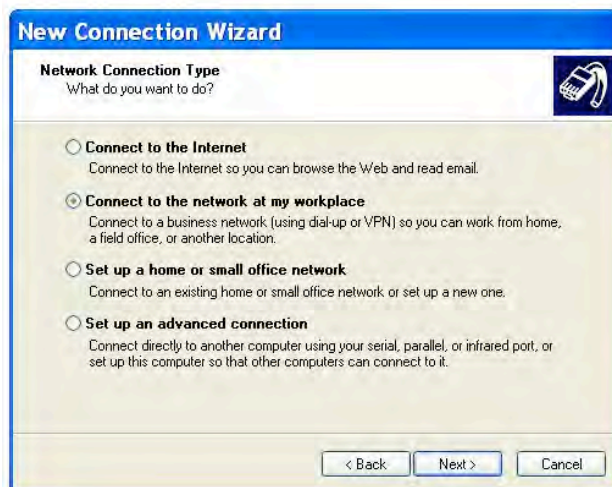 New Connection Wizard
Network Connection Type
What do you want to do?
Connect to the Internet
Connect to the Internet so you can browse the Web and read email.
Connect to the network at my workplace
Connect to a business network (using dial-up or VPN) so you can work from home,
a field office, or another location.
Set up a home or small office network
Connect to an existing home or small office network or set up a new one.
Set up an advanced connection
Connect directly to another computer using your serial, parallel, or infrared port, or
set up this computer so that other computers can connect to it.
< Back Next > Cancel